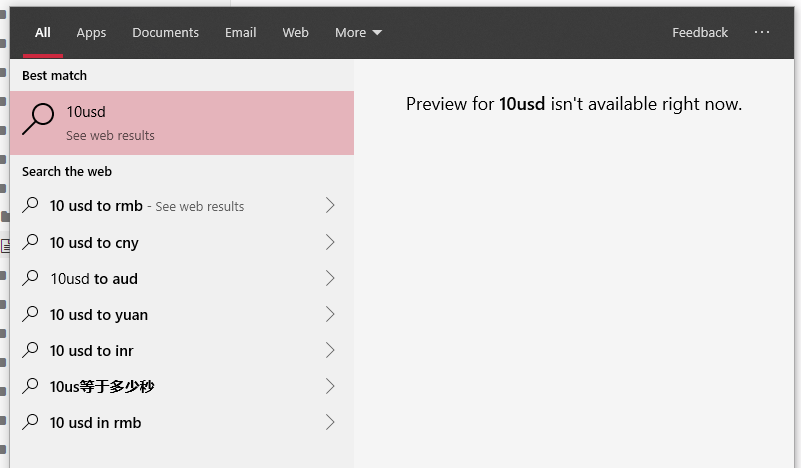 All Apps Documents Email Web More Feedback ...
Best match
10usd
See web results
Preview for 10usd isn't available right now.
Search the web
10 usd to rmb - See web results
10 usd to cny
10usd to aud
10 usd to yuan
10 usd to inr
10us等于多少秒
10 usd in rmb